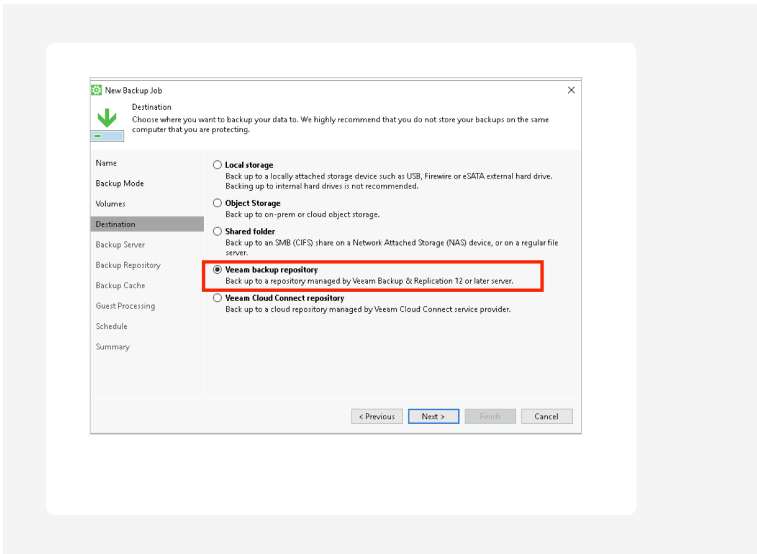 New Backup Job
Destination
Choose where you want to backup your data to. We highly recommend that you do not store your backups on the same
computer that you are protecting.
Name
Backup Mode
Volumes
Destination
Backup Server
Backup Repository
Backup Cache
Guest Processing
Schedule
Summary
Local storage
Back up to a locally attached storage device such as USB, Firewire or eSATA external hard drive.
Backing up to internal hard drives is not recommended.
Object Storage
Back up to on-prem or cloud object storage.
Shared folder
Back up to an SMB (CIFS) share on a Network Attached Storage (NAS) device, or on a regular file
server.
Veeam backup repository
Back up to a repository managed by Veeam Backup & Replication 12 or later server.
Veeam Cloud Connect repository
Back up to a cloud repository managed by Veeam Cloud Connect service provider.
< Previous
Next >
Finish
Cancel